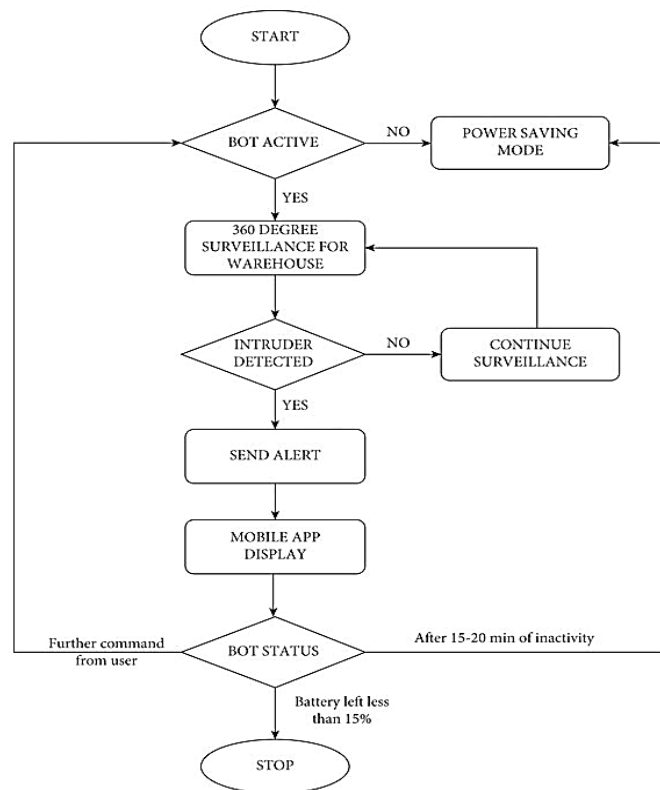 START
BOT ACTIVE
NO
POWER SAVING
MODE
YES
360 DEGREE
SURVEILLANCE FOR
WAREHOUSE
INTRUDER
DETECTED
NO
CONTINUE
SURVEILLANCE
YES
SEND ALERT
MOBILE APP
DISPLAY
Further command
from user
BOT STATUS
After 15-20 min of inactivity
Battery left less
than 15%
STOP